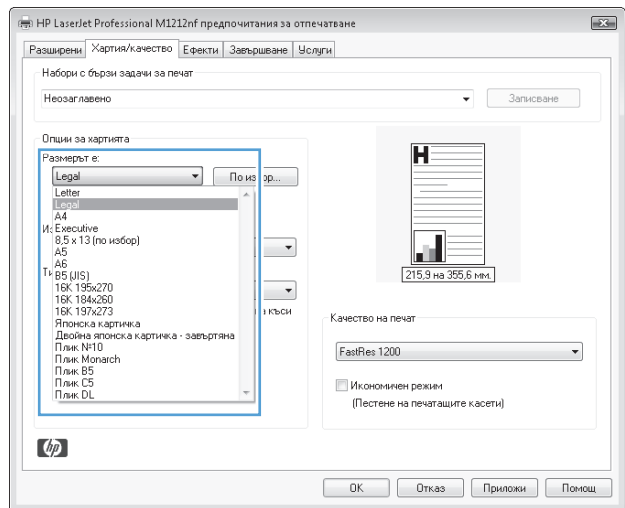 HP LaserJet Professional M1212nf предпочитания за отпечатване
Разширени Хартия/качество Ефекти Завършване Услуги
Набори с бързи задачи за печат
Неозаглавено
Записване
Опции за хартията
Размерът е:
Legal
По избор...
Letter
Legal
A4
Executive
8,5 x 13 (по избор)
A5
A6
B5 (JIS)
16K 195x270
16K 184x260
16K 197x273
Японска картичка
Двойна японска картичка - завъртяна
Плик №10
Плик Monarch
Плик B5
Плик C5
Плик DL
къси
215,9 на 355,6 мм.
Качество на печат
FastRes 1200
Икономичен режим
(Пестене на печатащите касети)
hp
OK Отказ Приложи Помощ